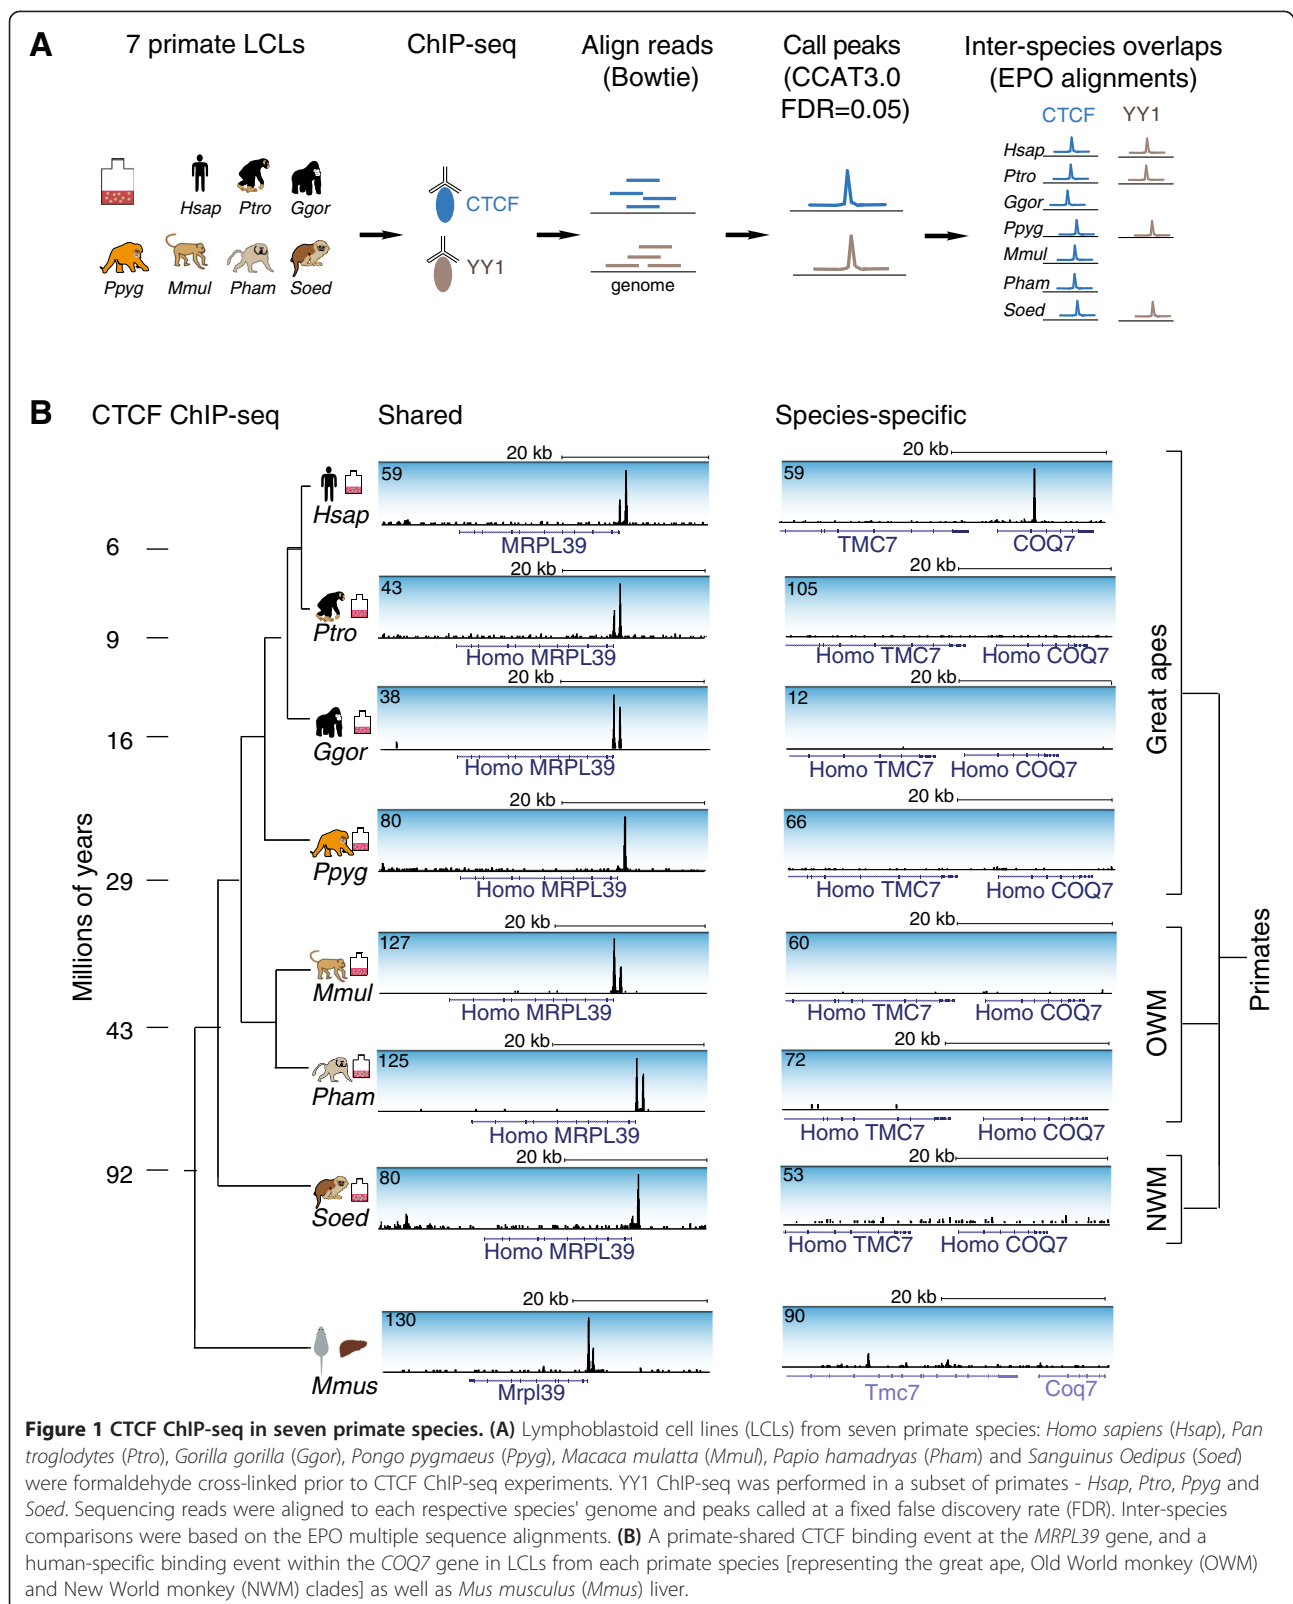 A
7 primate LCLs
ChIP-seq
Align reads
(Bowtie)
Call peaks
(CCAT3.0
FDR=0.05)
Inter-species overlaps
(EPO alignments)
CTCF
YY1
Hsap
Ptro
Ggor
Ppyg
Mmul
Pham
Soed
CTCF
YY1
genome
Hsap
Ptro
Ggor
Ppyg
Mmul
Pham
Soed
B
CTCF ChIP-seq
Shared
Species-specific
Millions of years
6
9
16
29
43
92
Hsap
20 kb
59
MRPL39
20 kb
59
TMC7
COQ7
Ptro
20 kb
43
Homo MRPL39
20 kb
105
Homo TMC7
Homo COQ7
Ggor
20 kb
38
Homo MRPL39
20 kb
12
Homo TMC7
Homo COQ7
Ppyg
20 kb
80
Homo MRPL39
20 kb
66
Homo TMC7
Homo COQ7
Mmul
20 kb
127
Homo MRPL39
20 kb
60
Homo TMC7
Homo COQ7
Pham
20 kb
125
Homo MRPL39
20 kb
72
Homo TMC7
Homo COQ7
Soed
20 kb
80
Homo MRPL39
20 kb
53
Homo TMC7
Homo COQ7
Mmus
20 kb
130
Mrpl39
20 kb
90
Tmc7
Coq7
Great apes
OWM
NWM
Primates
Figure 1 CTCF ChIP-seq in seven primate species. (A) Lymphoblastoid cell lines (LCLs) from seven primate species: Homo sapiens (Hsap), Pan
troglodytes (Ptro), Gorilla gorilla (Ggor), Pongo pygmaeus (Ppyg), Macaca mulatta (Mmul), Papio hamadryas (Pham) and Sanguinus Oedipus (Soed)
were formaldehyde cross-linked prior to CTCF ChIP-seq experiments. YY1 ChIP-seq was performed in a subset of primates - Hsap, Ptro, Ppyg and
Soed. Sequencing reads were aligned to each respective species' genome and peaks called at a fixed false discovery rate (FDR). Inter-species
comparisons were based on the EPO multiple sequence alignments. (B) A primate-shared CTCF binding event at the MRPL39 gene, and a
human-specific binding event within the COQ7 gene in LCLs from each primate species [representing the great ape, Old World monkey (OWM)
and New World monkey (NWM) clades] as well as Mus musculus (Mmus) liver.